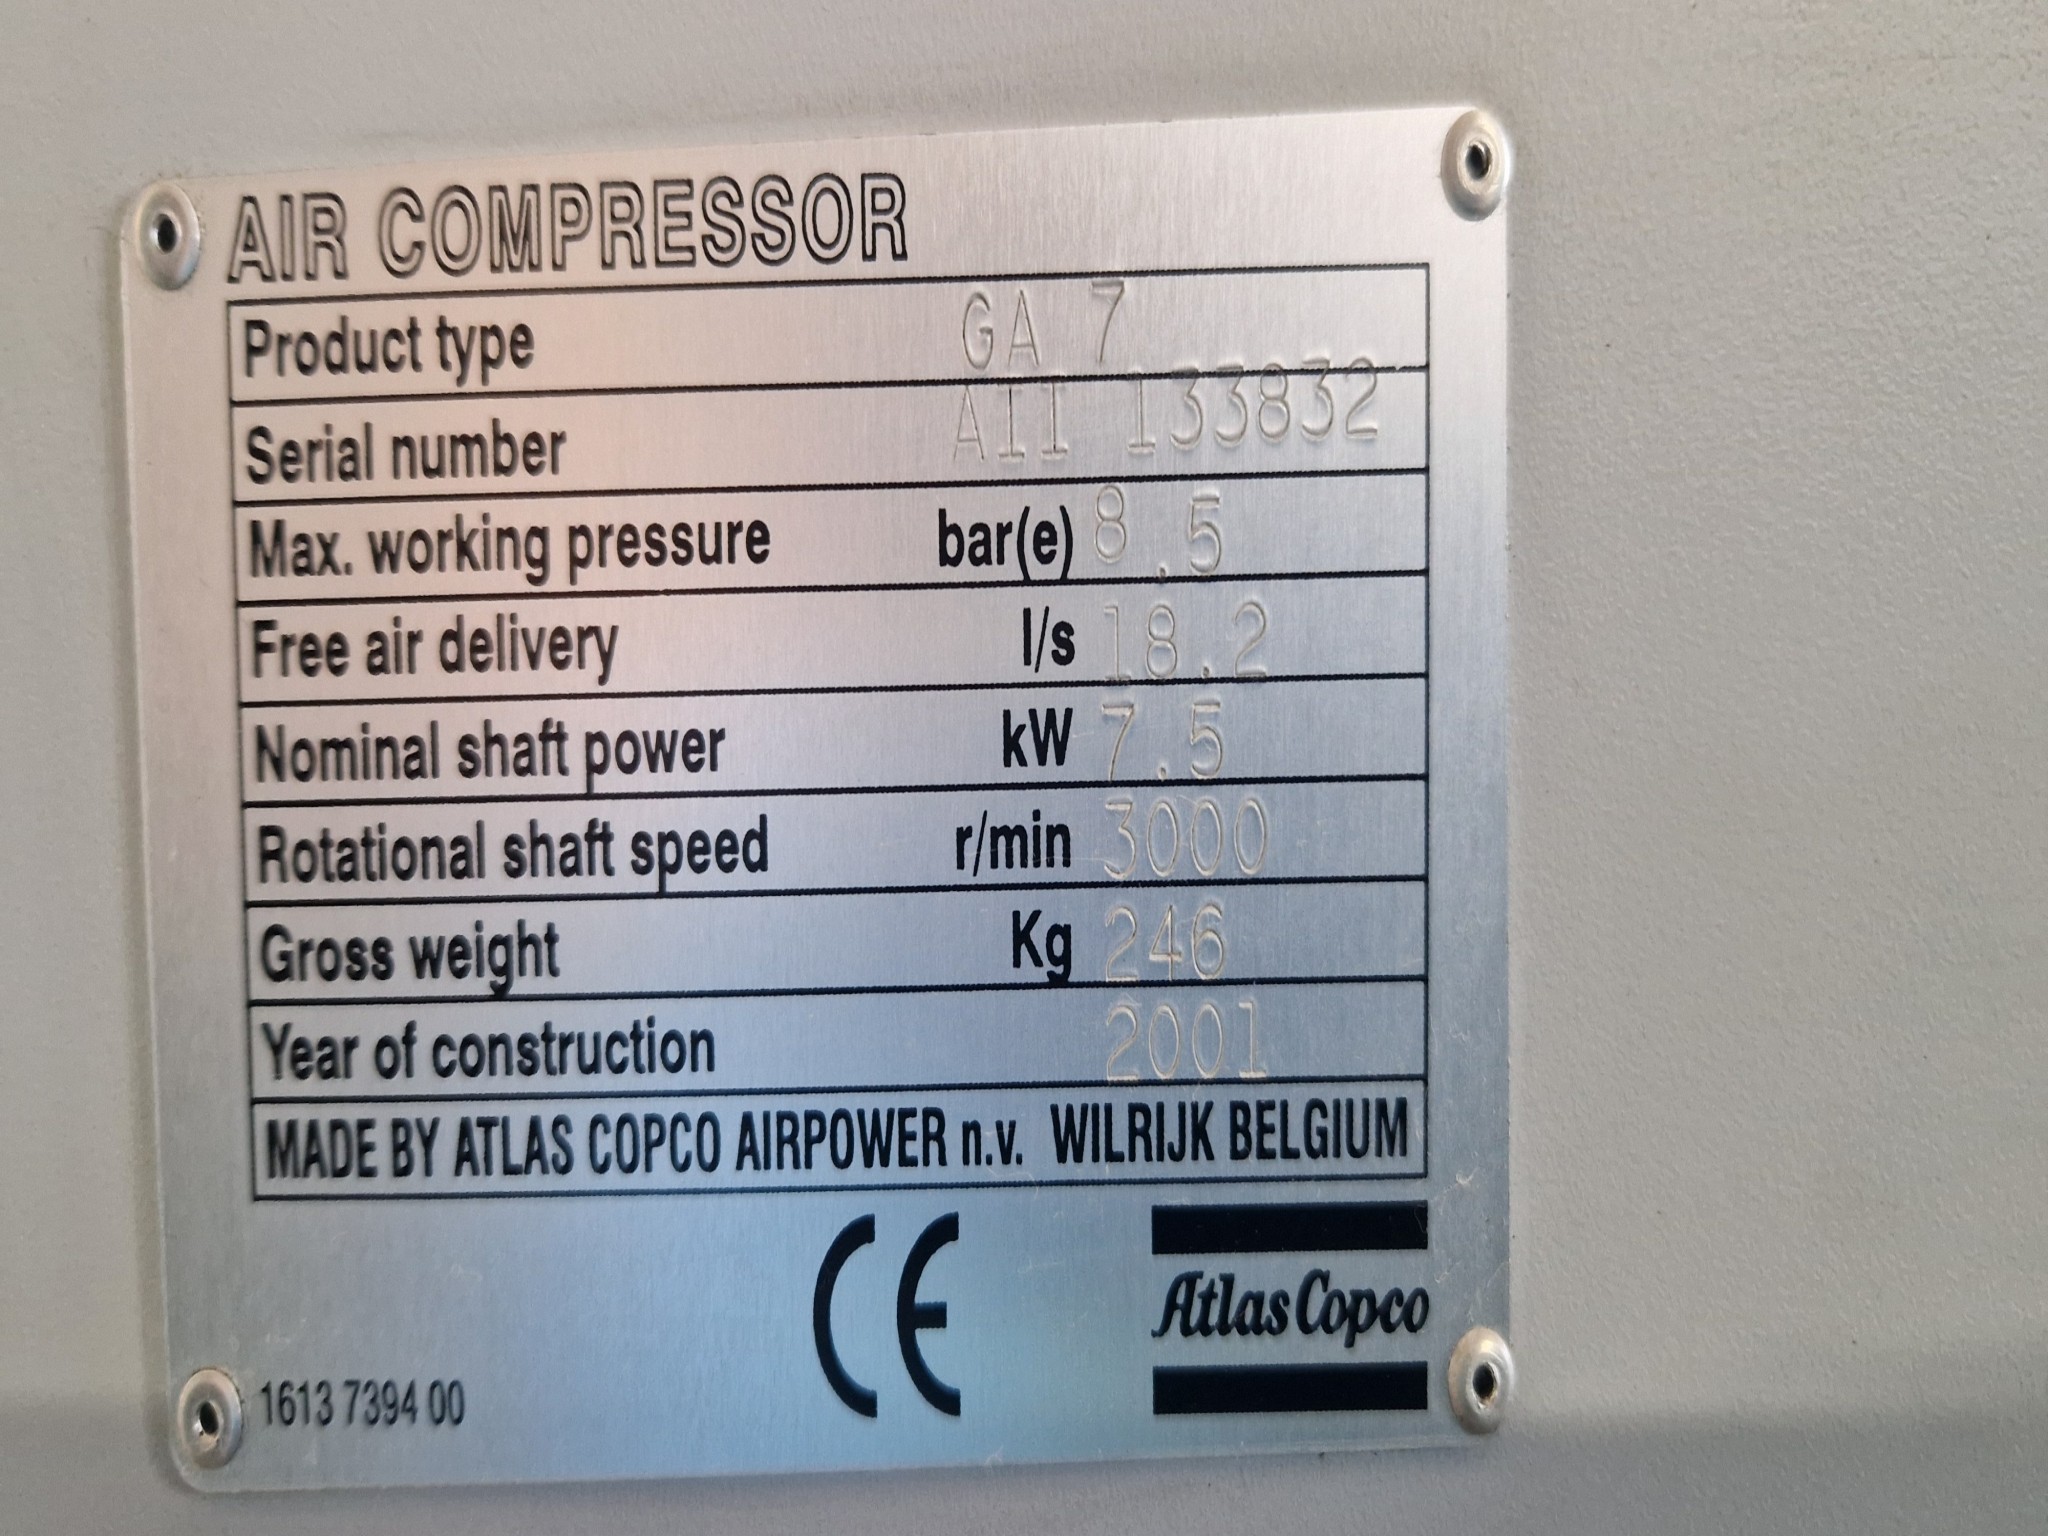 AIR COMPRESSOR
Product type GA 7
Serial number AII 133832
Max. working pressure bar(e) 8.5
Free air delivery l/s 18.2
Nominal shaft power kW 7.5
Rotational shaft speed r/min 3000
Gross weight Kg 246
Year of construction 2001
MADE BY ATLAS COPCO AIRPOWER n.v. WILRIJK BELGIUM
CE
Atlas Copco
1613 7394 00